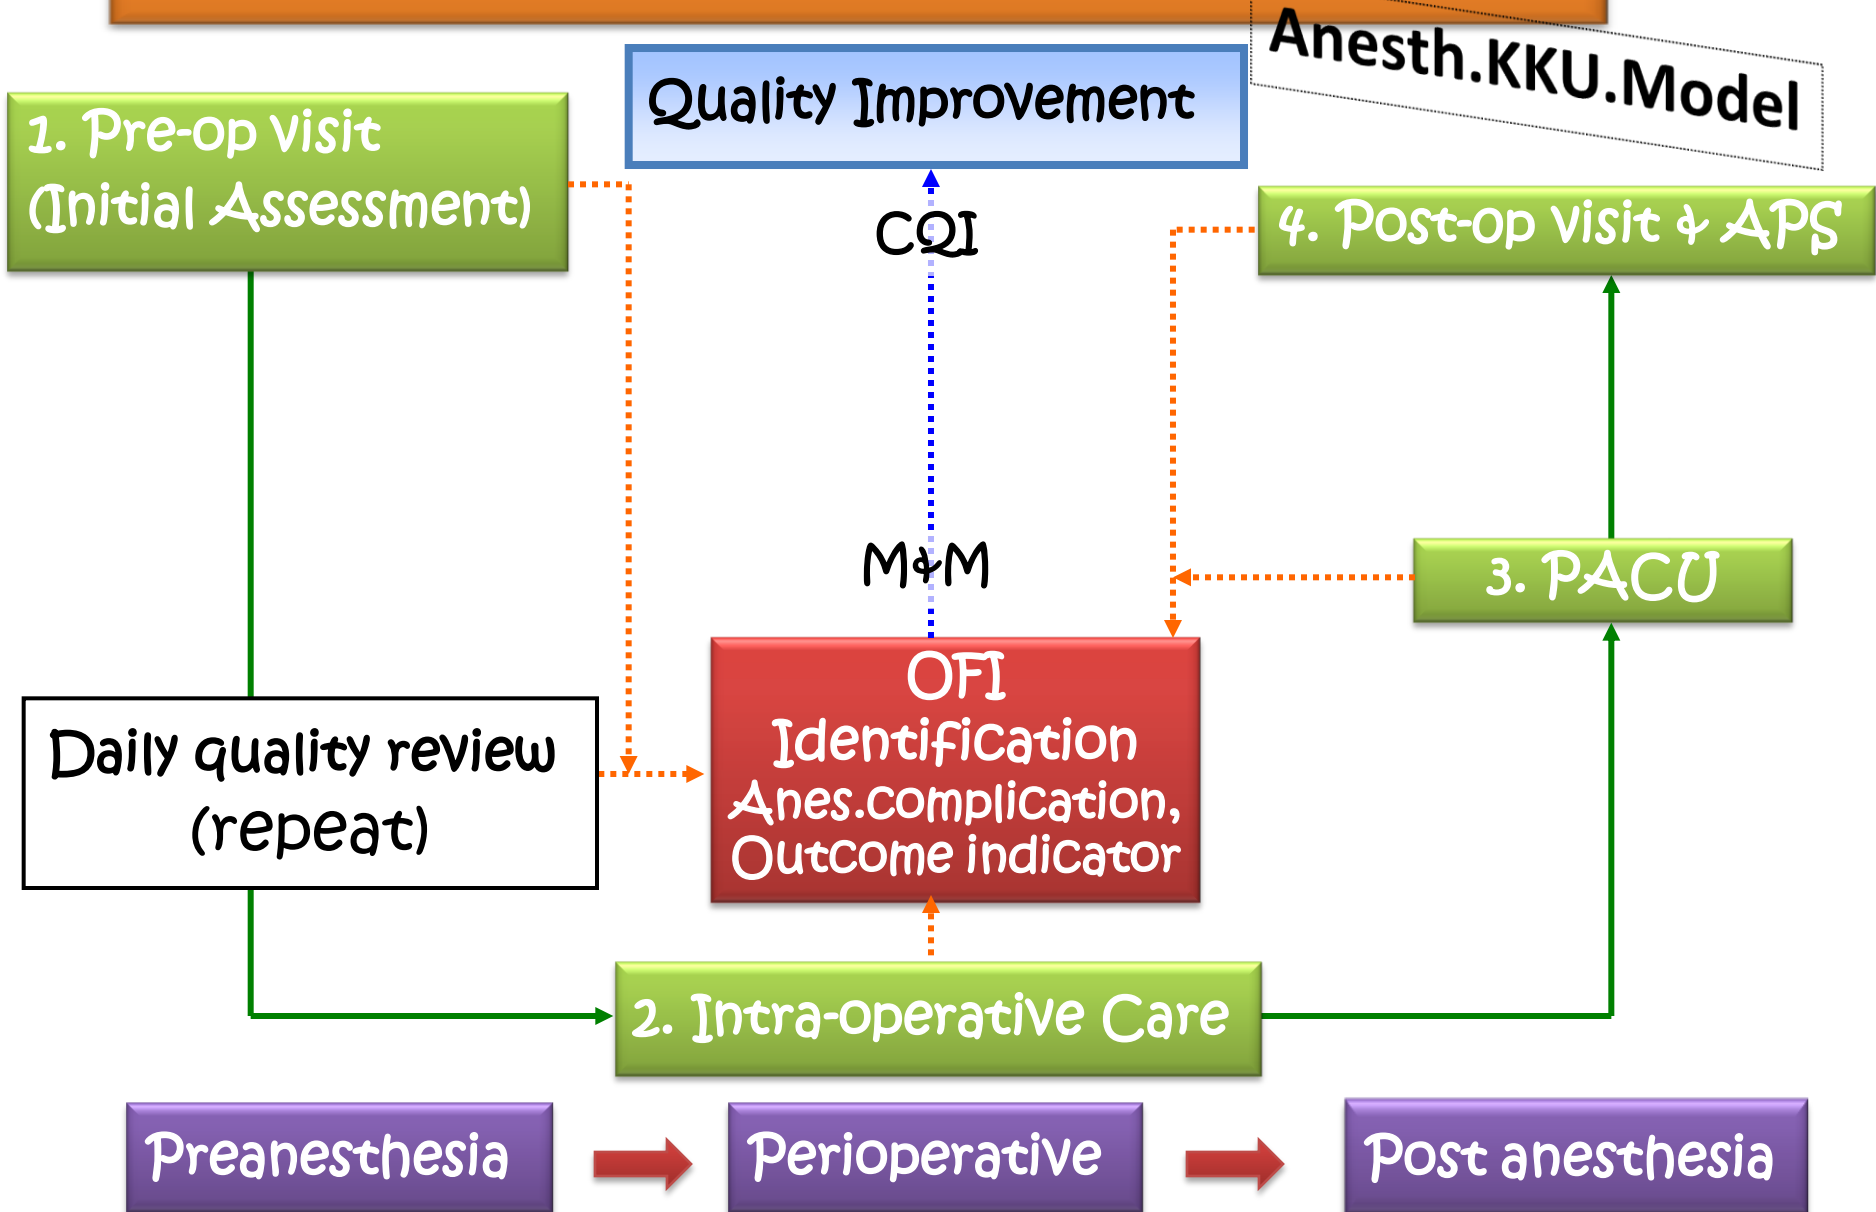 Anesth.KKU.Model
Quality Improvement
1. Pre-op visit
(Initial Assessment)
CQI
4. Post-op visit & APS
M&M
3. PACU
OFI
Identification
Anes.complication,
Outcome indicator
Daily quality review
(repeat)
2. Intra-operative Care
Preanesthesia
Perioperative
Post anesthesia